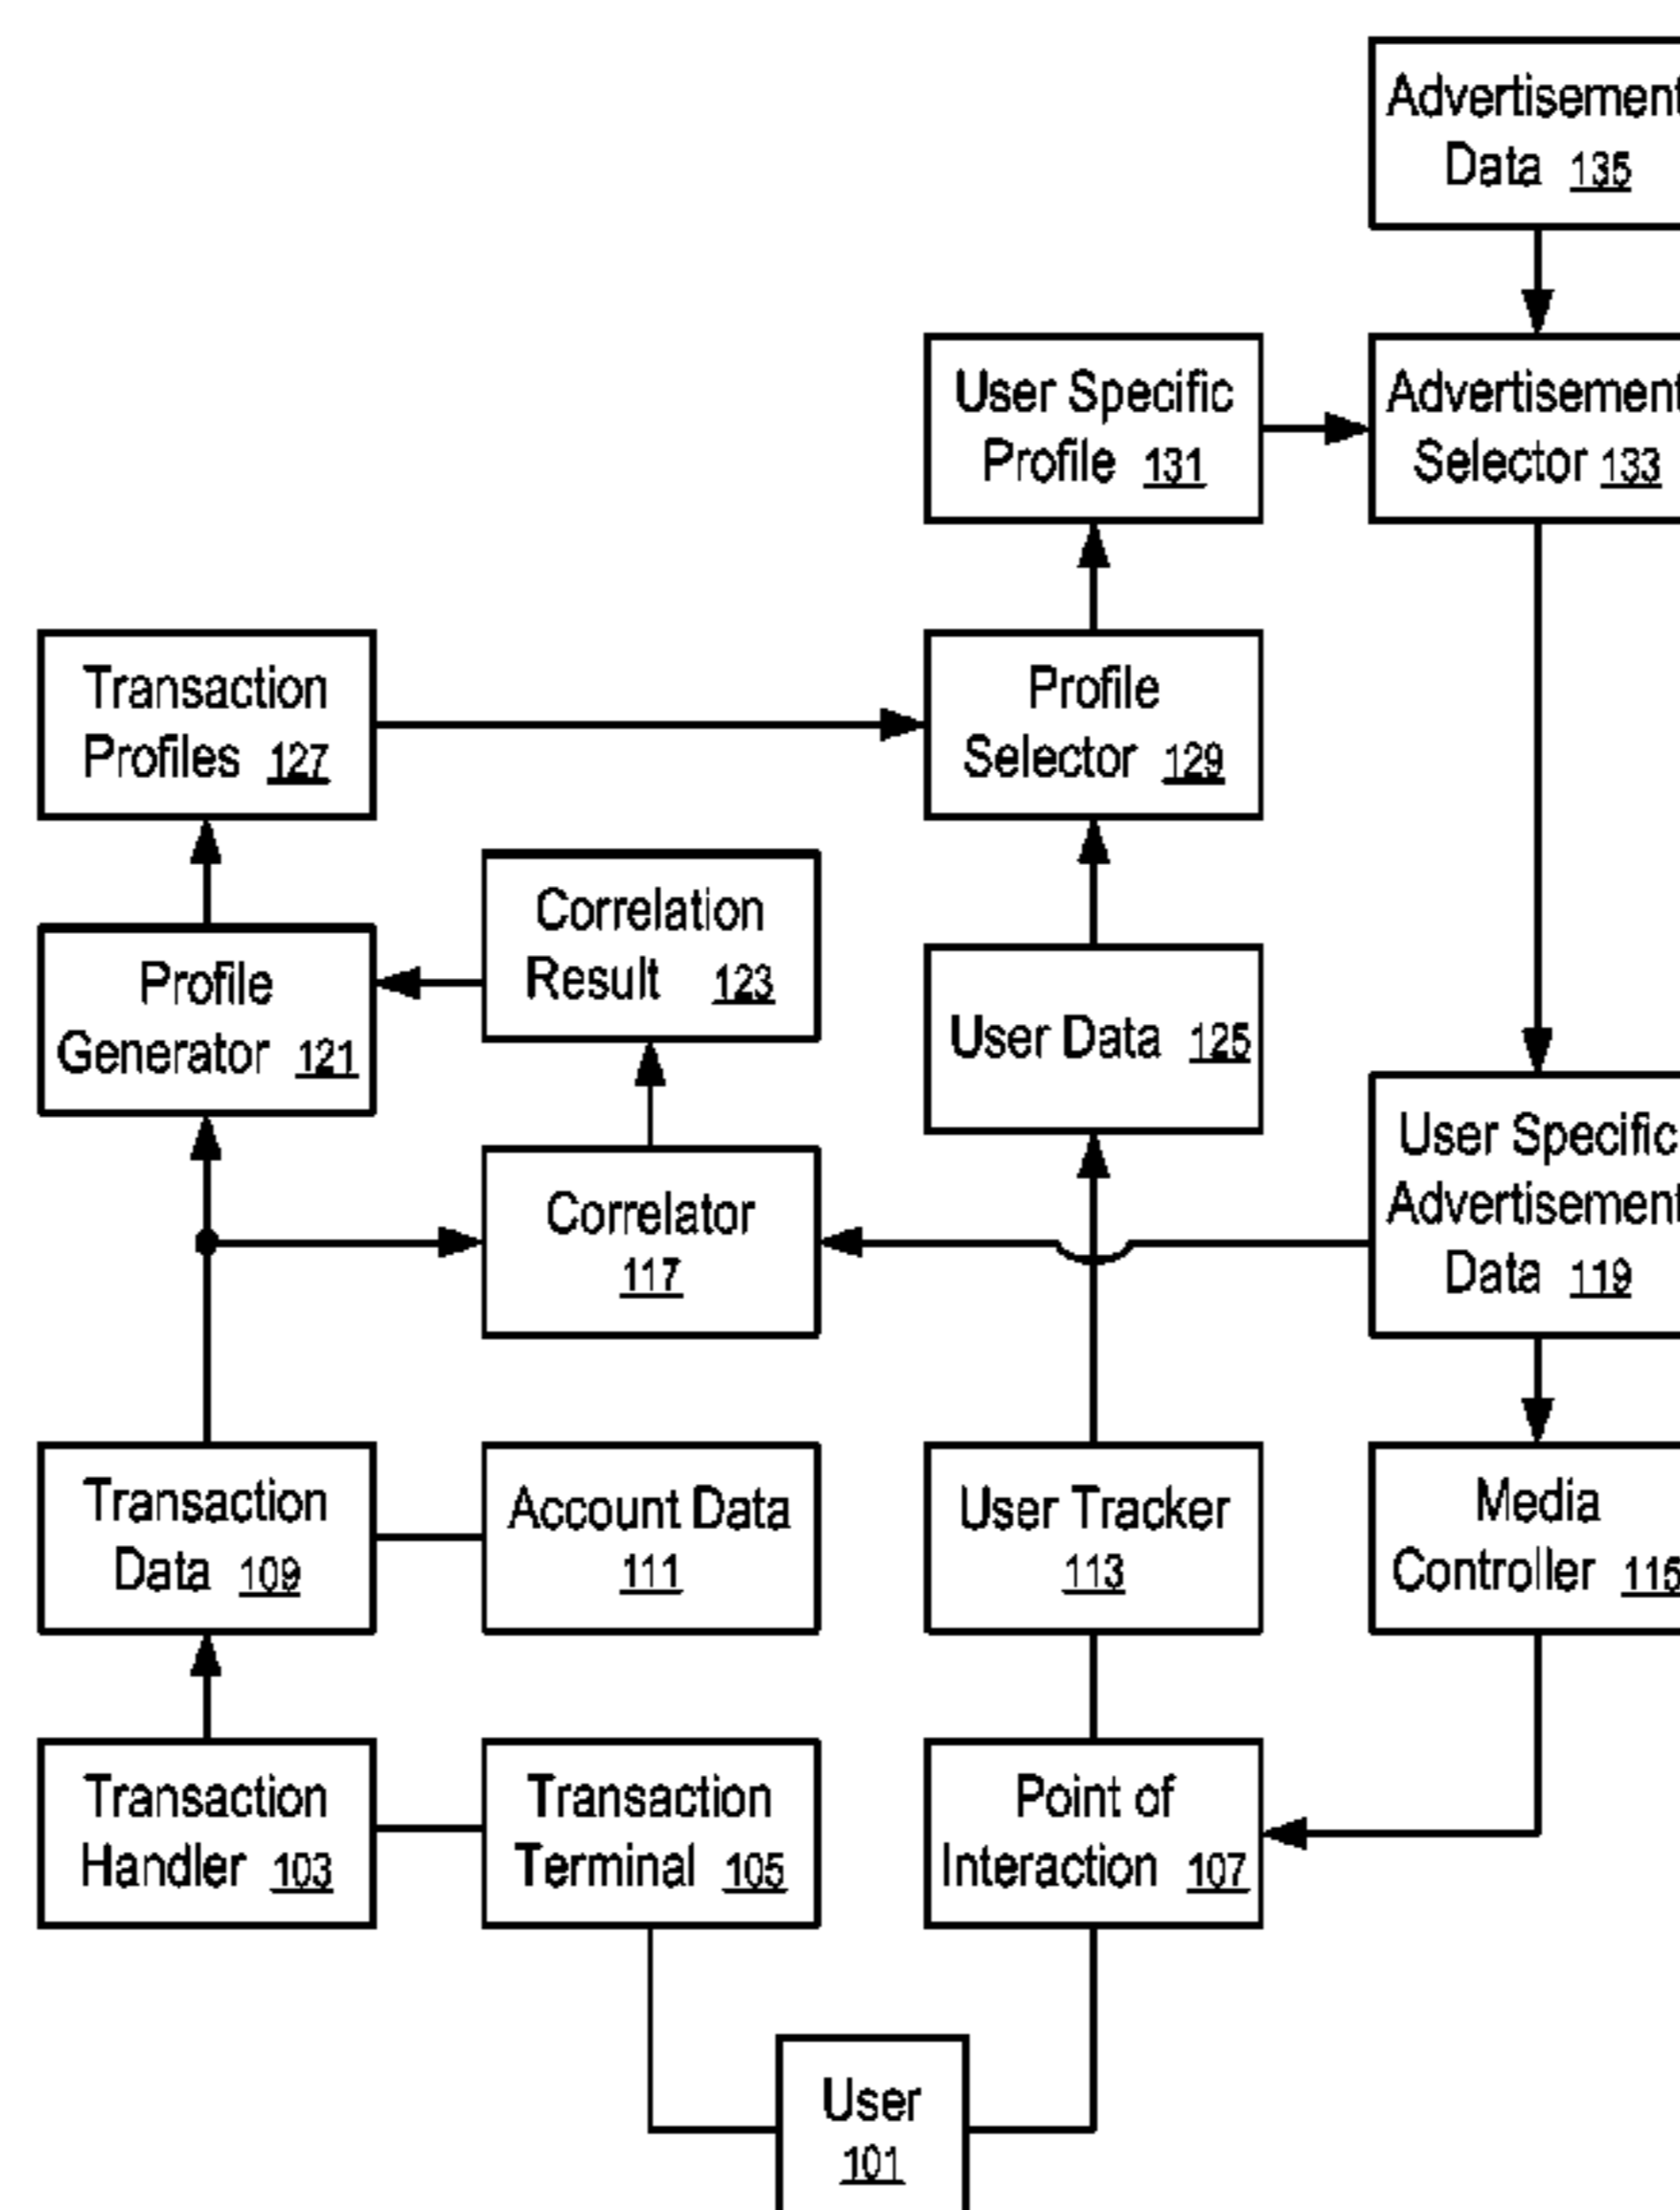 Advertisement
Data 135
User Specific
Profile 131
Advertisement
Selector 133
Transaction
Profiles 127
Profile
Selector 129
Correlation
Result 123
Profile
Generator 121
User Data 125
User Specific
Advertisement
Data 119
Correlator
117
Transaction
Data 109
Account Data
111
User Tracker
113
Media
Controller 115
Transaction
Handler 103
Transaction
Terminal 105
Point of
Interaction 107
User
101